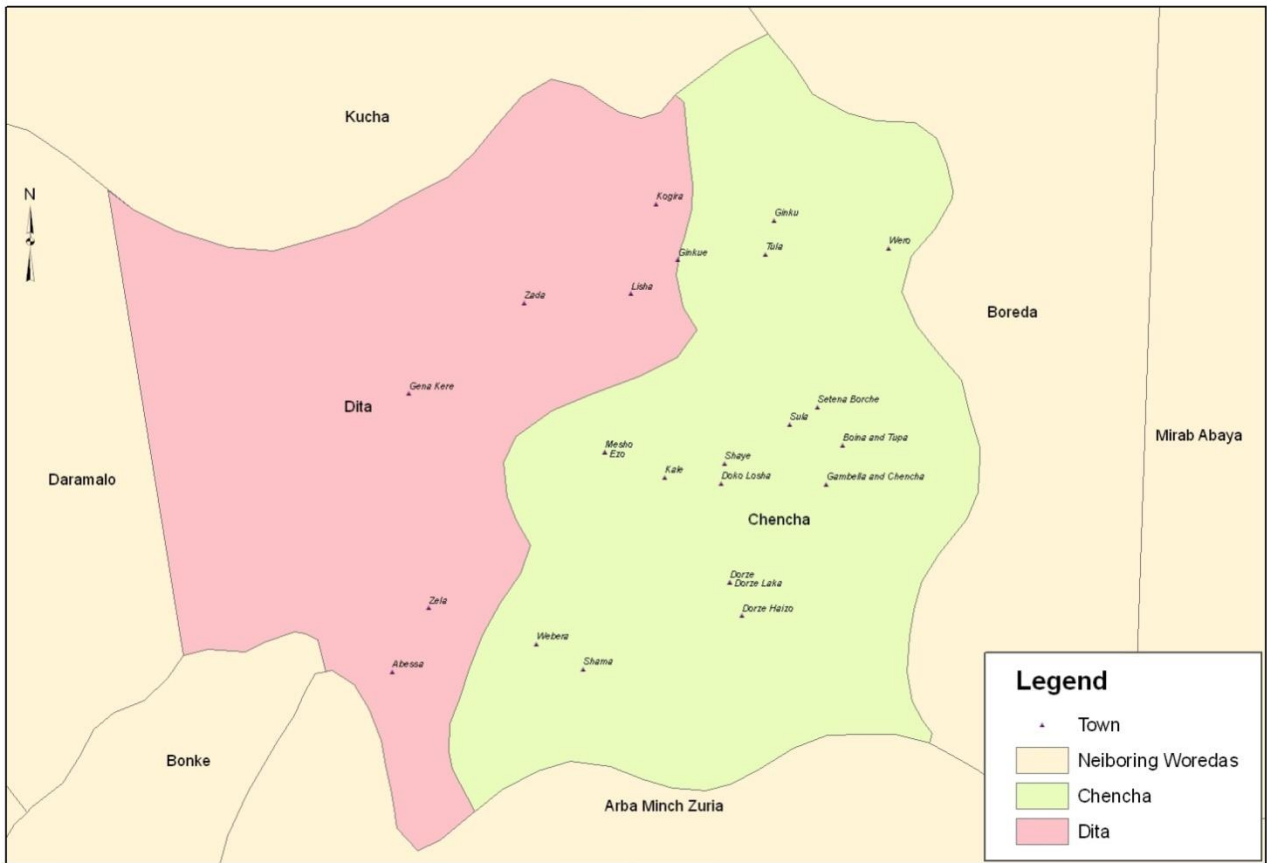 Kucha
N
Kogira
Ginku
Wero
Tula
Ginkue
Lisha
Zada
Boreda
Gena Kere
Dita
Setena Borche
Sula
Mirab Abaya
Boina and Tupa
Mesho
Ezo
Shaye
Daramalo
Kale
Doko Losha
Gambella and Chencha
Chencha
Dorze
Dorze Laka
Zela
Dorze Haizo
Webera
Abessa
Shama
Legend
Town
Bonke
Neiboring Woredas
Chencha
Arba Minch Zuria
Dita